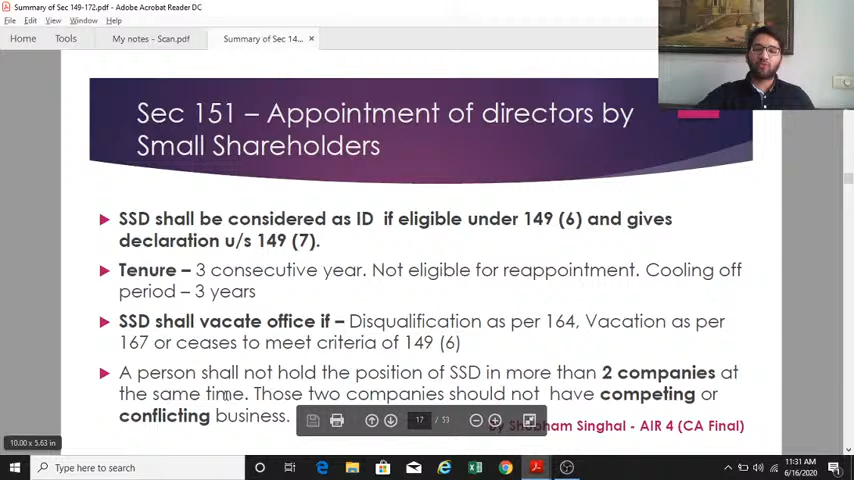 Summary of Sec 149-172.pdf - Adobe Acrobat Reader DC
File Edit View Window Help
Home Tools My notes - Scan.pdf Summary of Sec 14... ×
Sec 151 – Appointment of directors by
Small Shareholders
SSD shall be considered as ID if eligible under 149 (6) and gives
declaration u/s 149 (7).
Tenure – 3 consecutive year. Not eligible for reappointment. Cooling off
period – 3 years
SSD shall vacate office if – Disqualification as per 164, Vacation as per
167 or ceases to meet criteria of 149 (6)
A person shall not hold the position of SSD in more than 2 companies at
the same time. Those two companies should not have competing or
conflicting business.
17 / 53
By Shubham Singhal - AIR 4 (CA Final)
10.00 x 5.63 in
Type here to search
11:31 AM
6/16/2020